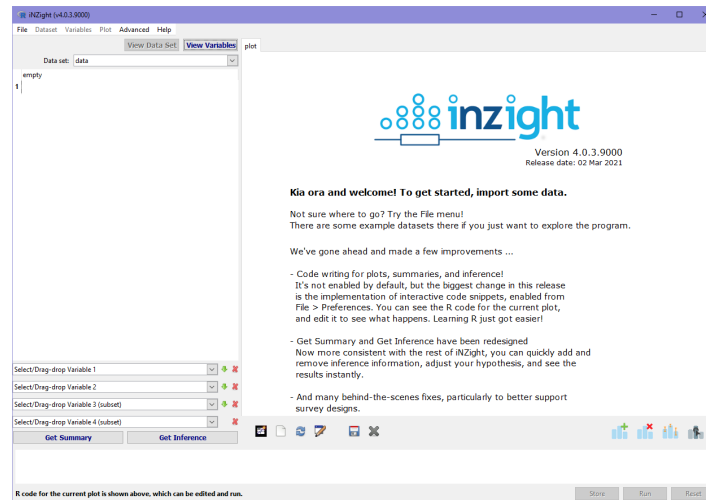 iNZight (v4.0.3.9000)
File Dataset Variables Plot Advanced Help
View Data Set View Variables
plot
Data set: data
empty
1
inzight
Version 4.0.3.9000
Release date: 02 Mar 2021
Kia ora and welcome! To get started, import some data.
Not sure where to go? Try the File menu!
There are some example datasets there if you just want to explore the program.
We've gone ahead and made a few improvements ...
- Code writing for plots, summaries, and inference!
It's not enabled by default, but the biggest change in this release
is the implementation of interactive code snippets, enabled from
File > Preferences. You can see the R code for the current plot,
and edit it to see what happens. Learning R just got easier!
- Get Summary and Get Inference have been redesigned
Now more consistent with the rest of iNZight, you can quickly add and
remove inference information, adjust your hypothesis, and see the
results instantly.
- And many behind-the-scenes fixes, particularly to better support
survey designs.
Select/Drag-drop Variable 1
Select/Drag-drop Variable 2
Select/Drag-drop Variable 3 (subset)
Select/Drag-drop Variable 4 (subset)
Get Summary Get Inference
R code for the current plot is shown above, which can be edited and run.
Store Run Reset